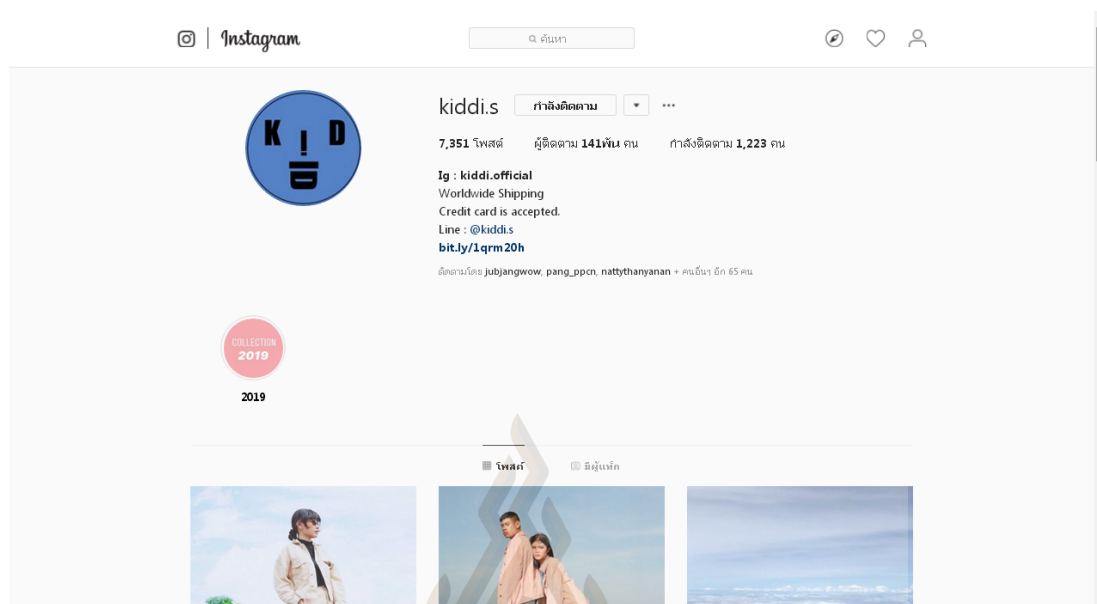 Instagram
ค้นหา
KID
kiddi.s กำลังติดตาม
7,351 โพสต์ ผู้ติดตาม 141พัน คน กำลังติดตาม 1,223 คน
Ig : kiddi.official
Worldwide Shipping
Credit card is accepted.
Line : @kiddi.s
bit.ly/1qrm20h
ติดตามโดย jubjangwow, pang_ppcn, nattythanyanan + คนอื่นๆ อีก 65 คน
COLLECTION
2019
2019
โพสต์ มีผู้แท็ก